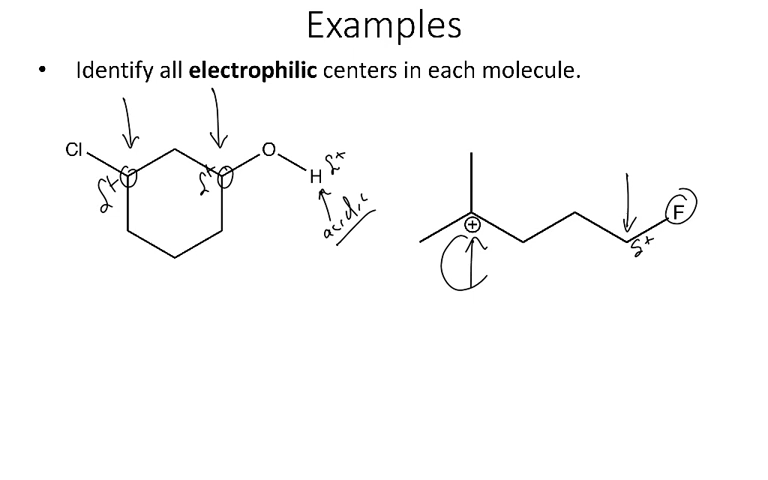 Examples
• Identify all electrophilic centers in each molecule.
Cl
O
H
δ+
δ+
δ+
acidic
⊕
F
δ+